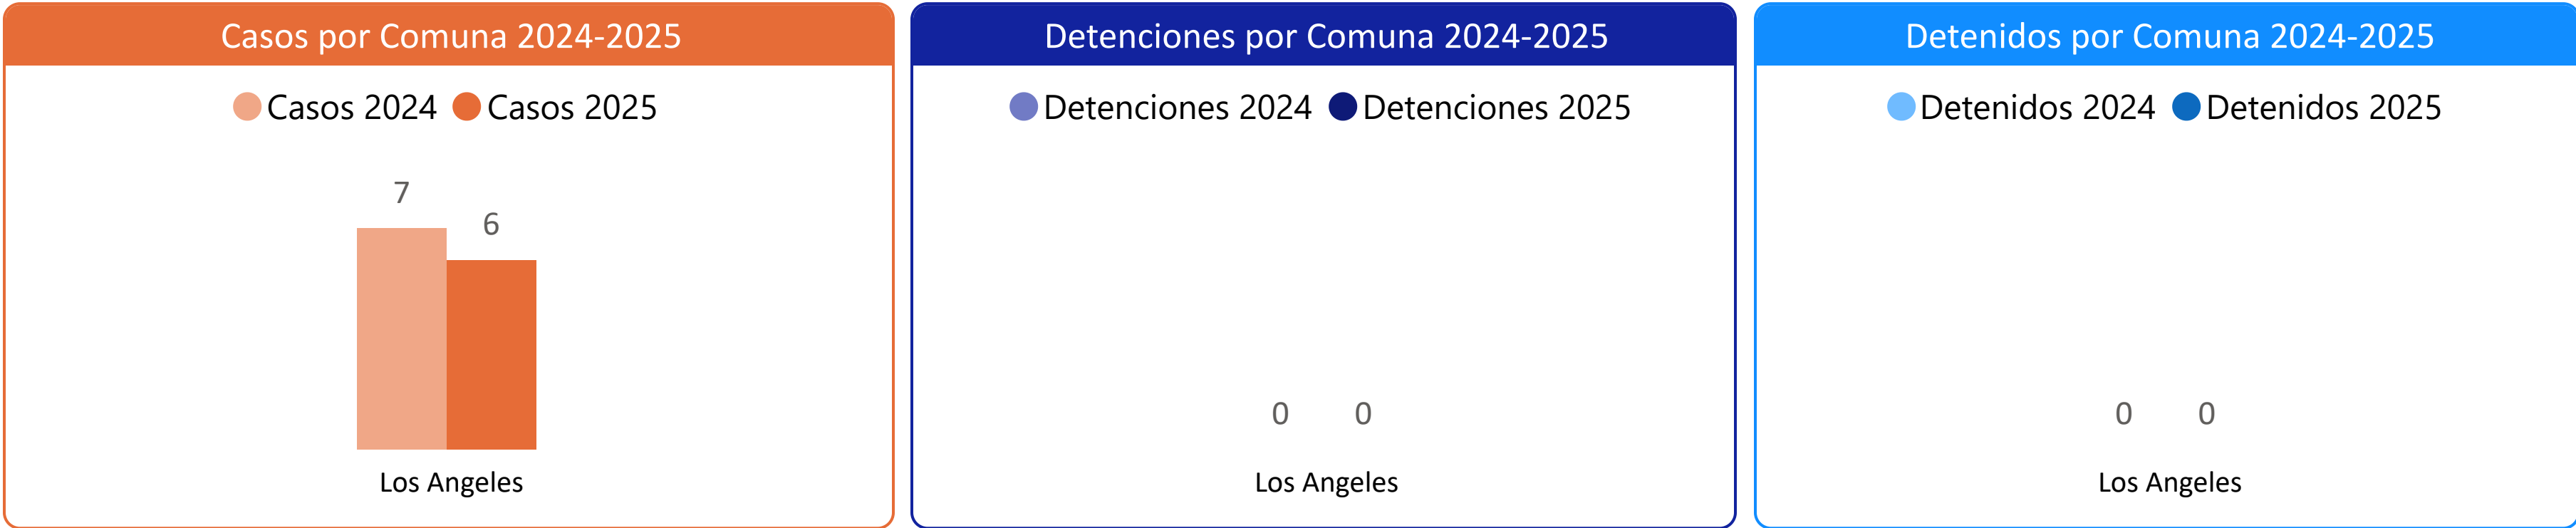 Casos por Comuna 2024-2025
Casos 2024 Casos 2025
7
6
Los Angeles
Detenciones por Comuna 2024-2025
Detenciones 2024 Detenciones 2025
0 0
Los Angeles
Detenidos por Comuna 2024-2025
Detenidos 2024 Detenidos 2025
0 0
Los Angeles